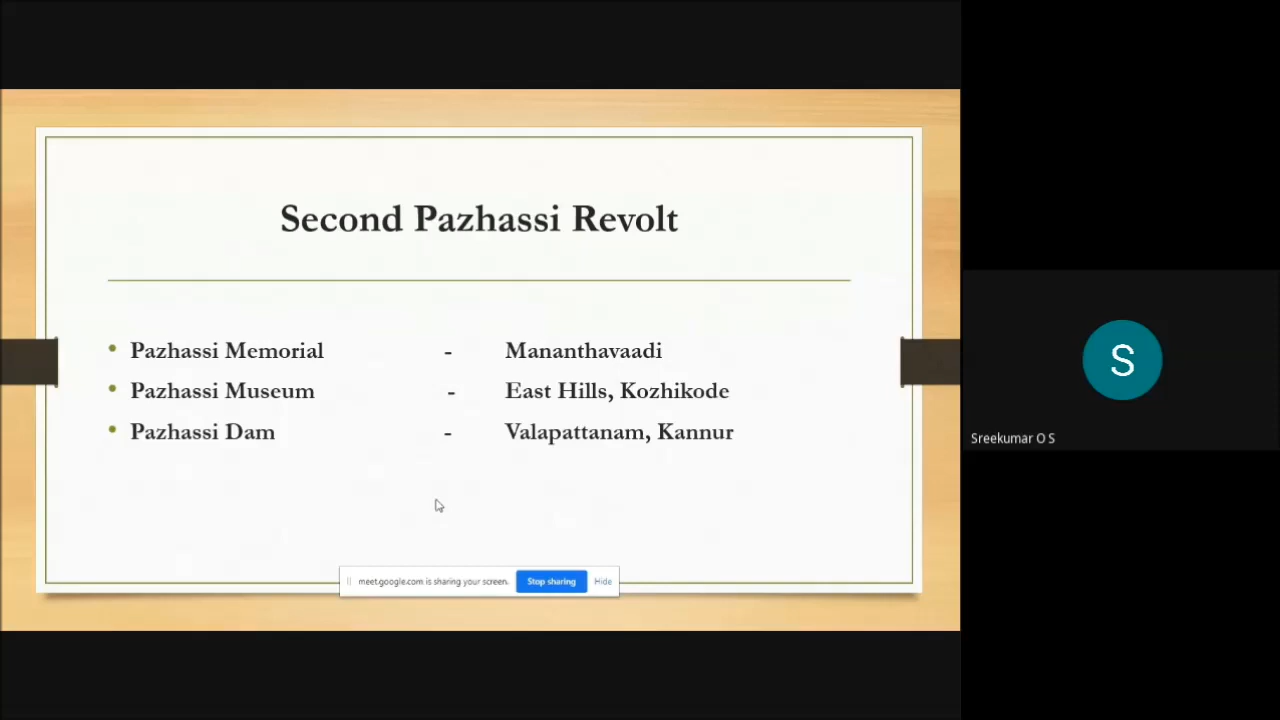 Second Pazhassi Revolt
• Pazhassi Memorial - Mananthavaadi
• Pazhassi Museum - East Hills, Kozhikode
• Pazhassi Dam - Valapattanam, Kannur
meet.google.com is sharing your screen. Stop sharing Hide
S
Sreekumar O S